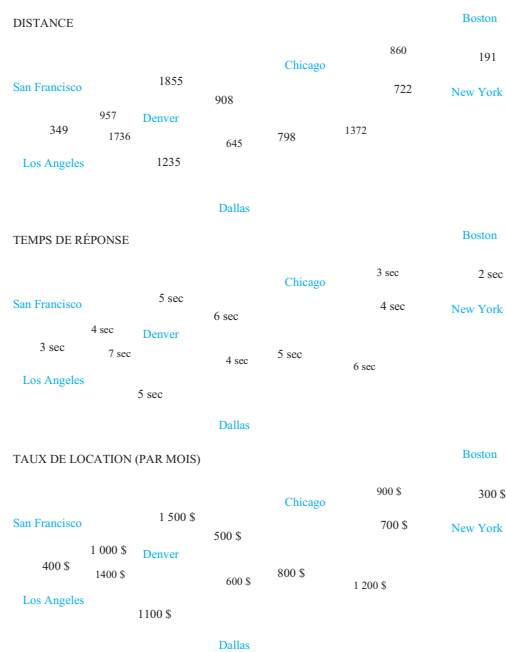 DISTANCE
Boston
860
191
Chicago
San Francisco
1855
722
New York
908
957
Denver
349
1736
645
798
1372
Los Angeles
1235
Dallas
TEMPS DE RÉPONSE
Boston
3 sec
2 sec
Chicago
San Francisco
5 sec
4 sec
New York
6 sec
4 sec
Denver
3 sec
7 sec
4 sec
5 sec
6 sec
Los Angeles
5 sec
Dallas
TAUX DE LOCATION (PAR MOIS)
Boston
900 $
300 $
Chicago
San Francisco
1 500 $
700 $
New York
500 $
1 000 $
Denver
400 $
1400 $
600 $
800 $
1 200 $
Los Angeles
1100 $
Dallas